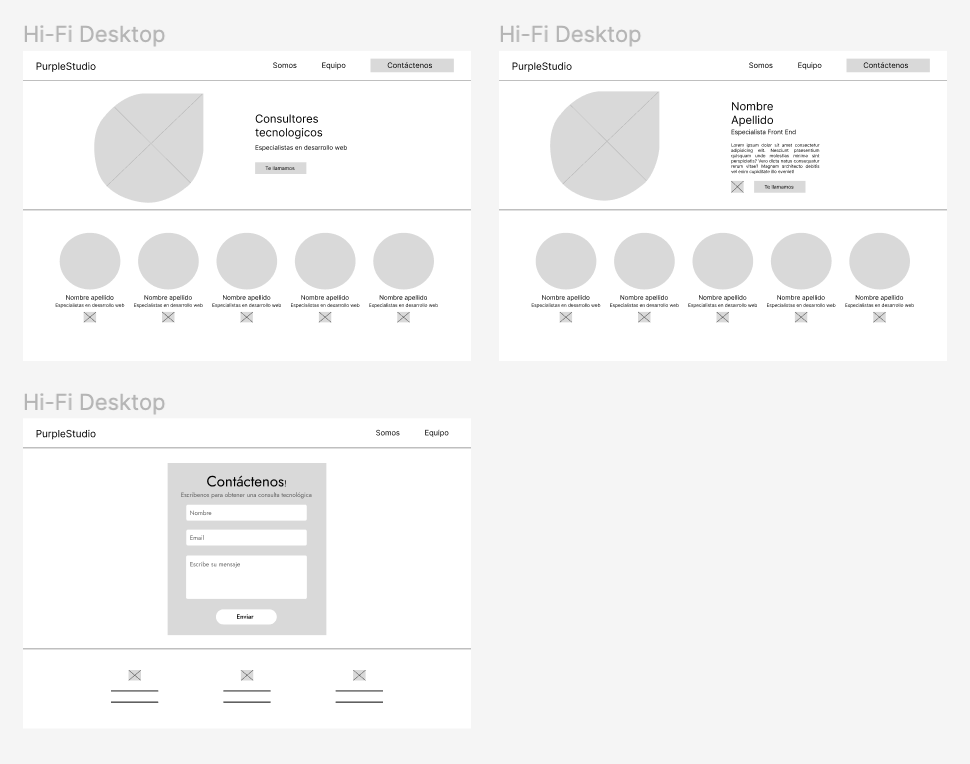 Hi-Fi Desktop
PurpleStudio
Somos
Equipo
Contáctenos
Consultores
tecnologicos
Especialistas en desarrollo web
Te llamamos
Nombre apellido
Especialistas en desarrollo web
Nombre apellido
Especialistas en desarrollo web
Nombre apellido
Especialistas en desarrollo web
Nombre apellido
Especialistas en desarrollo web
Nombre apellido
Especialistas en desarrollo web
Hi-Fi Desktop
PurpleStudio
Somos
Equipo
Contáctenos
Nombre
Apellido
Especialista Front End
Lorem ipsum dolor sit amet consectetur
adipisicing elit. Nesciunt praesentium
quisquam unde molestias nemine sint
perspiciatis? Vero dicta natus consequatur
rerum vitae? Magnam architecto debitis
vel enim cupiditate illo eveniet!
Te llamamos
Nombre apellido
Especialistas en desarrollo web
Nombre apellido
Especialistas en desarrollo web
Nombre apellido
Especialistas en desarrollo web
Nombre apellido
Especialistas en desarrollo web
Nombre apellido
Especialistas en desarrollo web
Hi-Fi Desktop
PurpleStudio
Somos
Equipo
Contáctenos!
Escríbenos para obtener una consulta tecnológica
Nombre
Email
Escribe su mensaje
Enviar